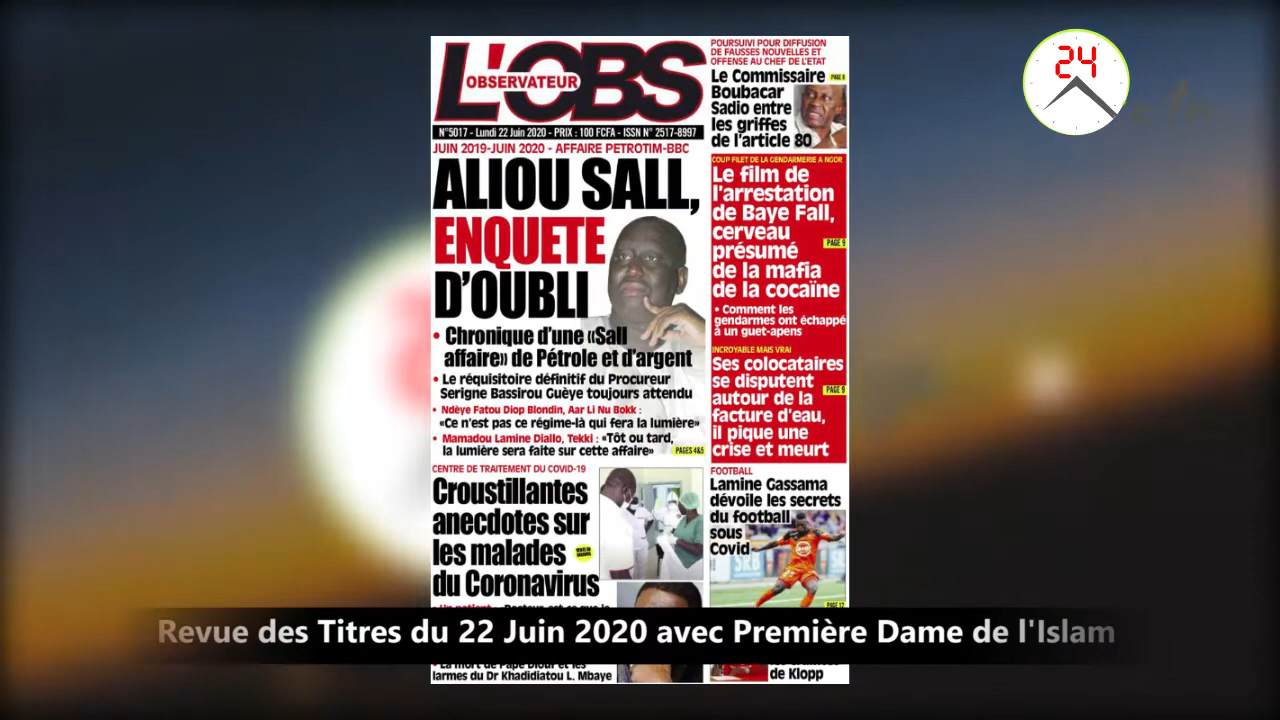 L'OBS
OBSERVATEUR
N°5017 - Lundi 22 Juin 2020 - PRIX : 100 FCFA - ISSN N° 2517-8997
JUIN 2019-JUIN 2020 - AFFAIRE PETROTIM-BBC
ALIOU SALL,
ENQUETE
D'OUBLI
• Chronique d'une «Sall
affaire» de Pétrole et d'argent
• Le réquisitoire définitif du Procureur
Serigne Bassirou Guèye toujours attendu
• Ndèye Fatou Diop Blondin, Aar Li Nu Bokk :
«Ce n'est pas ce régime-là qui fera la lumière»
• Mamadou Lamine Diallo, Tekki : «Tôt ou tard,
la lumière sera faite sur cette affaire»
PAGES 4&5
CENTRE DE TRAITEMENT DU COVID-19
Croustillantes
anecdotes sur
les malades
du Coronavirus
POURSUIVI POUR DIFFUSION
DE FAUSSES NOUVELLES ET
OFFENSE AU CHEF DE L'ETAT
Le Commissaire PAGE 8
Boubacar
Sadio entre
les griffes
de l'article 80
COUP FILET DE LA GENDARMERIE A NGOR
Le film de
l'arrestation
de Baye Fall,
cerveau
présumé PAGE 9
de la mafia
de la cocaïne
• Comment les
gendarmes ont échappé
à un guet-apens
INCROYABLE MAIS VRAI
Ses colocataires
se disputent
autour de la PAGE 9
facture d'eau,
il pique une
crise et meurt
FOOTBALL
Lamine Gassama
dévoile les secrets
du football
sous
Covid
PAGE 12
24
Revue des Titres du 22 Juin 2020 avec Première Dame de l'Islam
• La mort de Pape Diouf et les
larmes du Dr Khadidiatou L. Mbaye
de Klopp